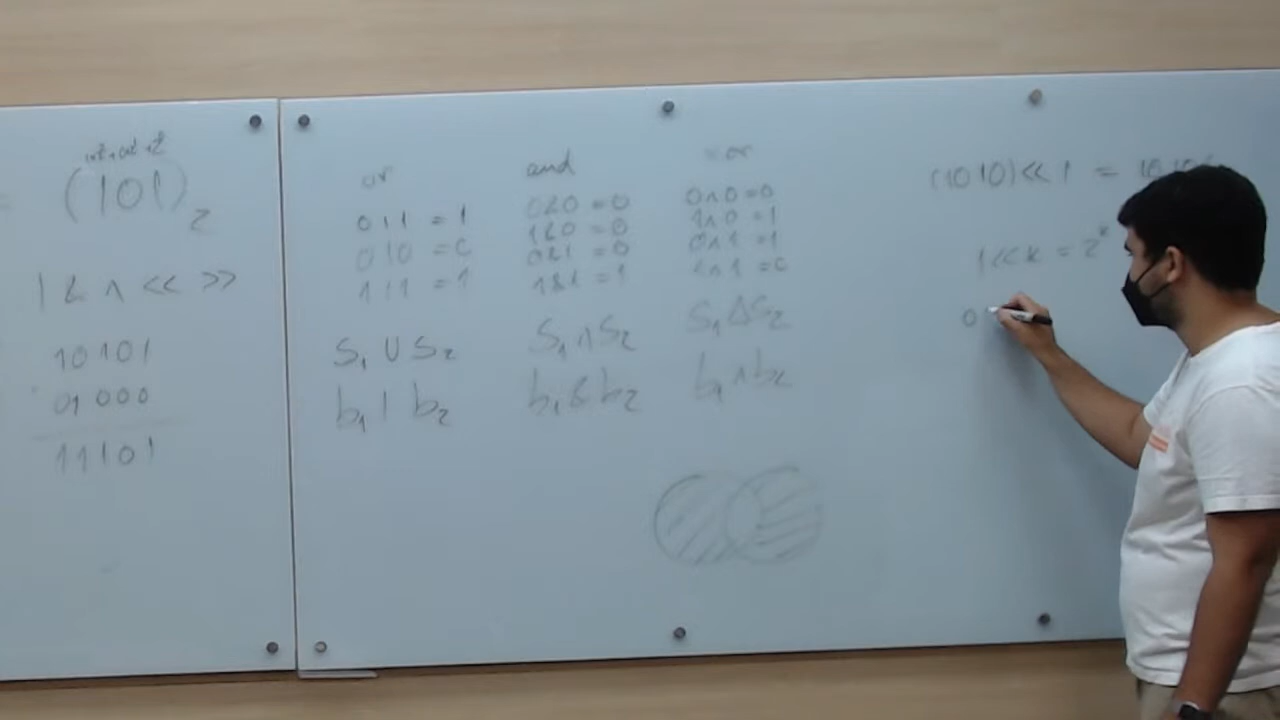 = (101)₂
| & ^ << >>
10101
01000
11101
or
0|1 = 1
0|0 = 0
1|1 = 1
S₁ ∪ S₂
b₁ | b₂
and
0&0 = 0
1&0 = 0
0&1 = 0
1&1 = 1
S₁ ∩ S₂
b₁ & b₂
xor
0^0 = 0
1^0 = 1
0^1 = 1
1^1 = 0
S₁ Δ S₂
b₁ ^ b₂
(1010) << 1 =
1 << k = 2ᵏ
0